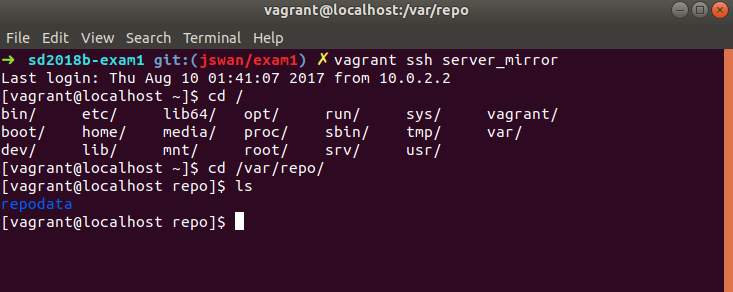 vagrant@localhost:/var/repo
File Edit View Search Terminal Help
➜ sd2018b-exam1 git:(jswan/exam1) ✗ vagrant ssh server_mirror
Last login: Thu Aug 10 01:41:07 2017 from 10.0.2.2
[vagrant@localhost ~]$ cd /
bin/ etc/ lib64/ opt/ run/ sys/ vagrant/
boot/ home/ media/ proc/ sbin/ tmp/ var/
dev/ lib/ mnt/ root/ srv/ usr/
[vagrant@localhost ~]$ cd /var/repo/
[vagrant@localhost repo]$ ls
repodata
[vagrant@localhost repo]$